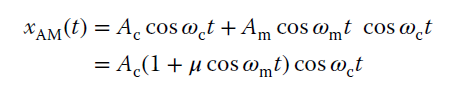 x_AM(t) = A_c cos ω_c t + A_m cos ω_m t cos ω_c t
= A_c(1 + μ cos ω_m t) cos ω_c t